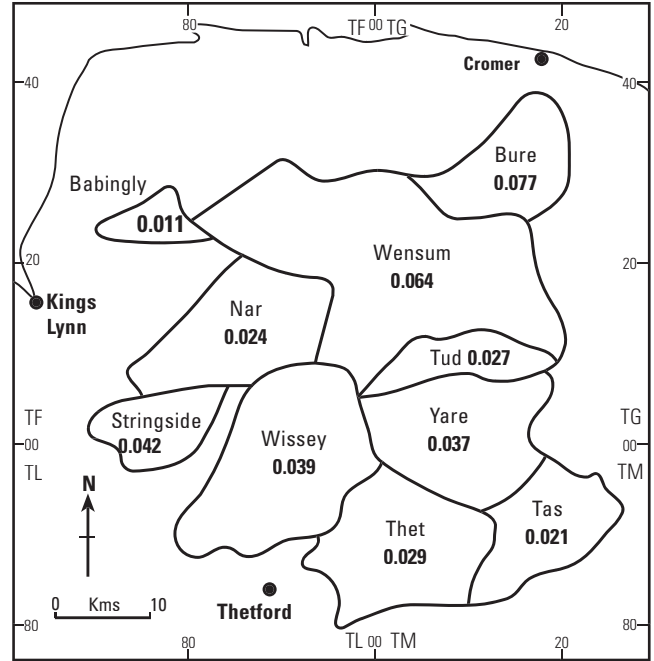 80
TF 00 TG
20
40
Cromer
40
Bure
0.077
Babingly
0.011
Wensum
0.064
20
20
Kings
Lynn
Nar
0.024
Tud 0.027
TF
Stringside
0.042
Wissey
0.039
Yare
0.037
TG
00
00
TL
TM
N
Thet
0.029
Tas
0.021
0 Kms 10
Thetford
80
80
80
TL 00 TM
20